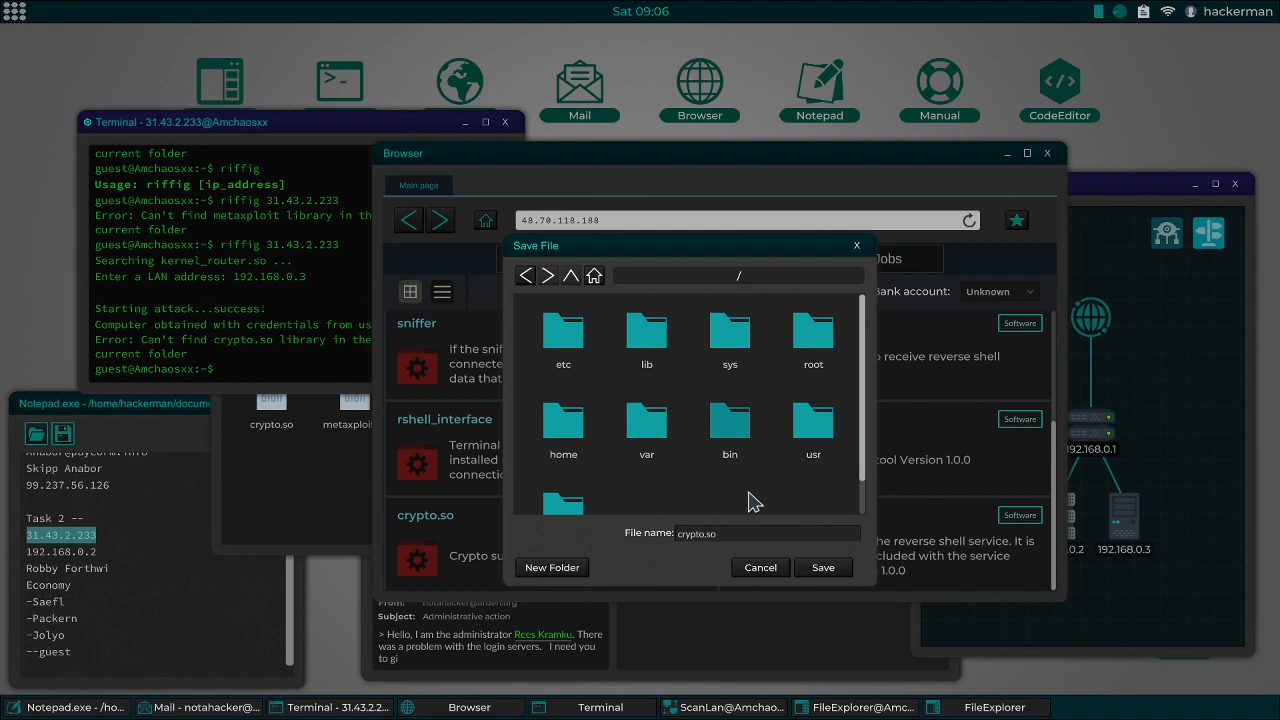 Sat 09:06
hackerman
Mail
Browser
Notepad
Manual
CodeEditor
Terminal - 31.43.2.233@Amchaosxx
current folder
guest@Amchaosxx:~$ riffig
Usage: riffig [ip_address]
guest@Amchaosxx:~$ riffig 31.43.2.233
Error: Can't find metaxploit library in the
current folder
guest@Amchaosxx:~$ riffig 31.43.2.233
Searching kernel_router.so ...
Enter a LAN address: 192.168.0.3
Starting attack...success!
Computer obtained with credentials from us
Error: Can't find crypto.so library in the
current folder
guest@Amchaosxx:~$
Browser
Main page
48.70.118.188
Jobs
Bank account:
Unknown
sniffer
Software
If the snif
connecte
data that
o receive reverse shell
rshell_interface
Software
Terminal
installed
connectio
tool Version 1.0.0
crypto.so
Software
Crypto su
the reverse shell service. It is
cluded with the service
1.0.0
Save File
/
etc
lib
sys
root
home
var
bin
usr
File name:
crypto.so
New Folder
Cancel
Save
192.168.0.1
0.2
192.168.0.3
Notepad.exe - /home/hackerman/docume
Skipp Anabor
99.237.56.126
Task 2 --
31.43.2.233
192.168.0.2
Robby Forthwi
Economy
-Saefl
-Packern
-Jolyo
--guest
crypto.so
metaxploit
Subject:
Administrative action
> Hello, I am the administrator Rees Kramku. There
was a problem with the login servers. I need you
to gi
Notepad.exe - /ho...
Mail - notahacker@...
Terminal - 31.43.2.2...
Browser
Terminal
ScanLan@Amchao...
FileExplorer@Amc...
FileExplorer